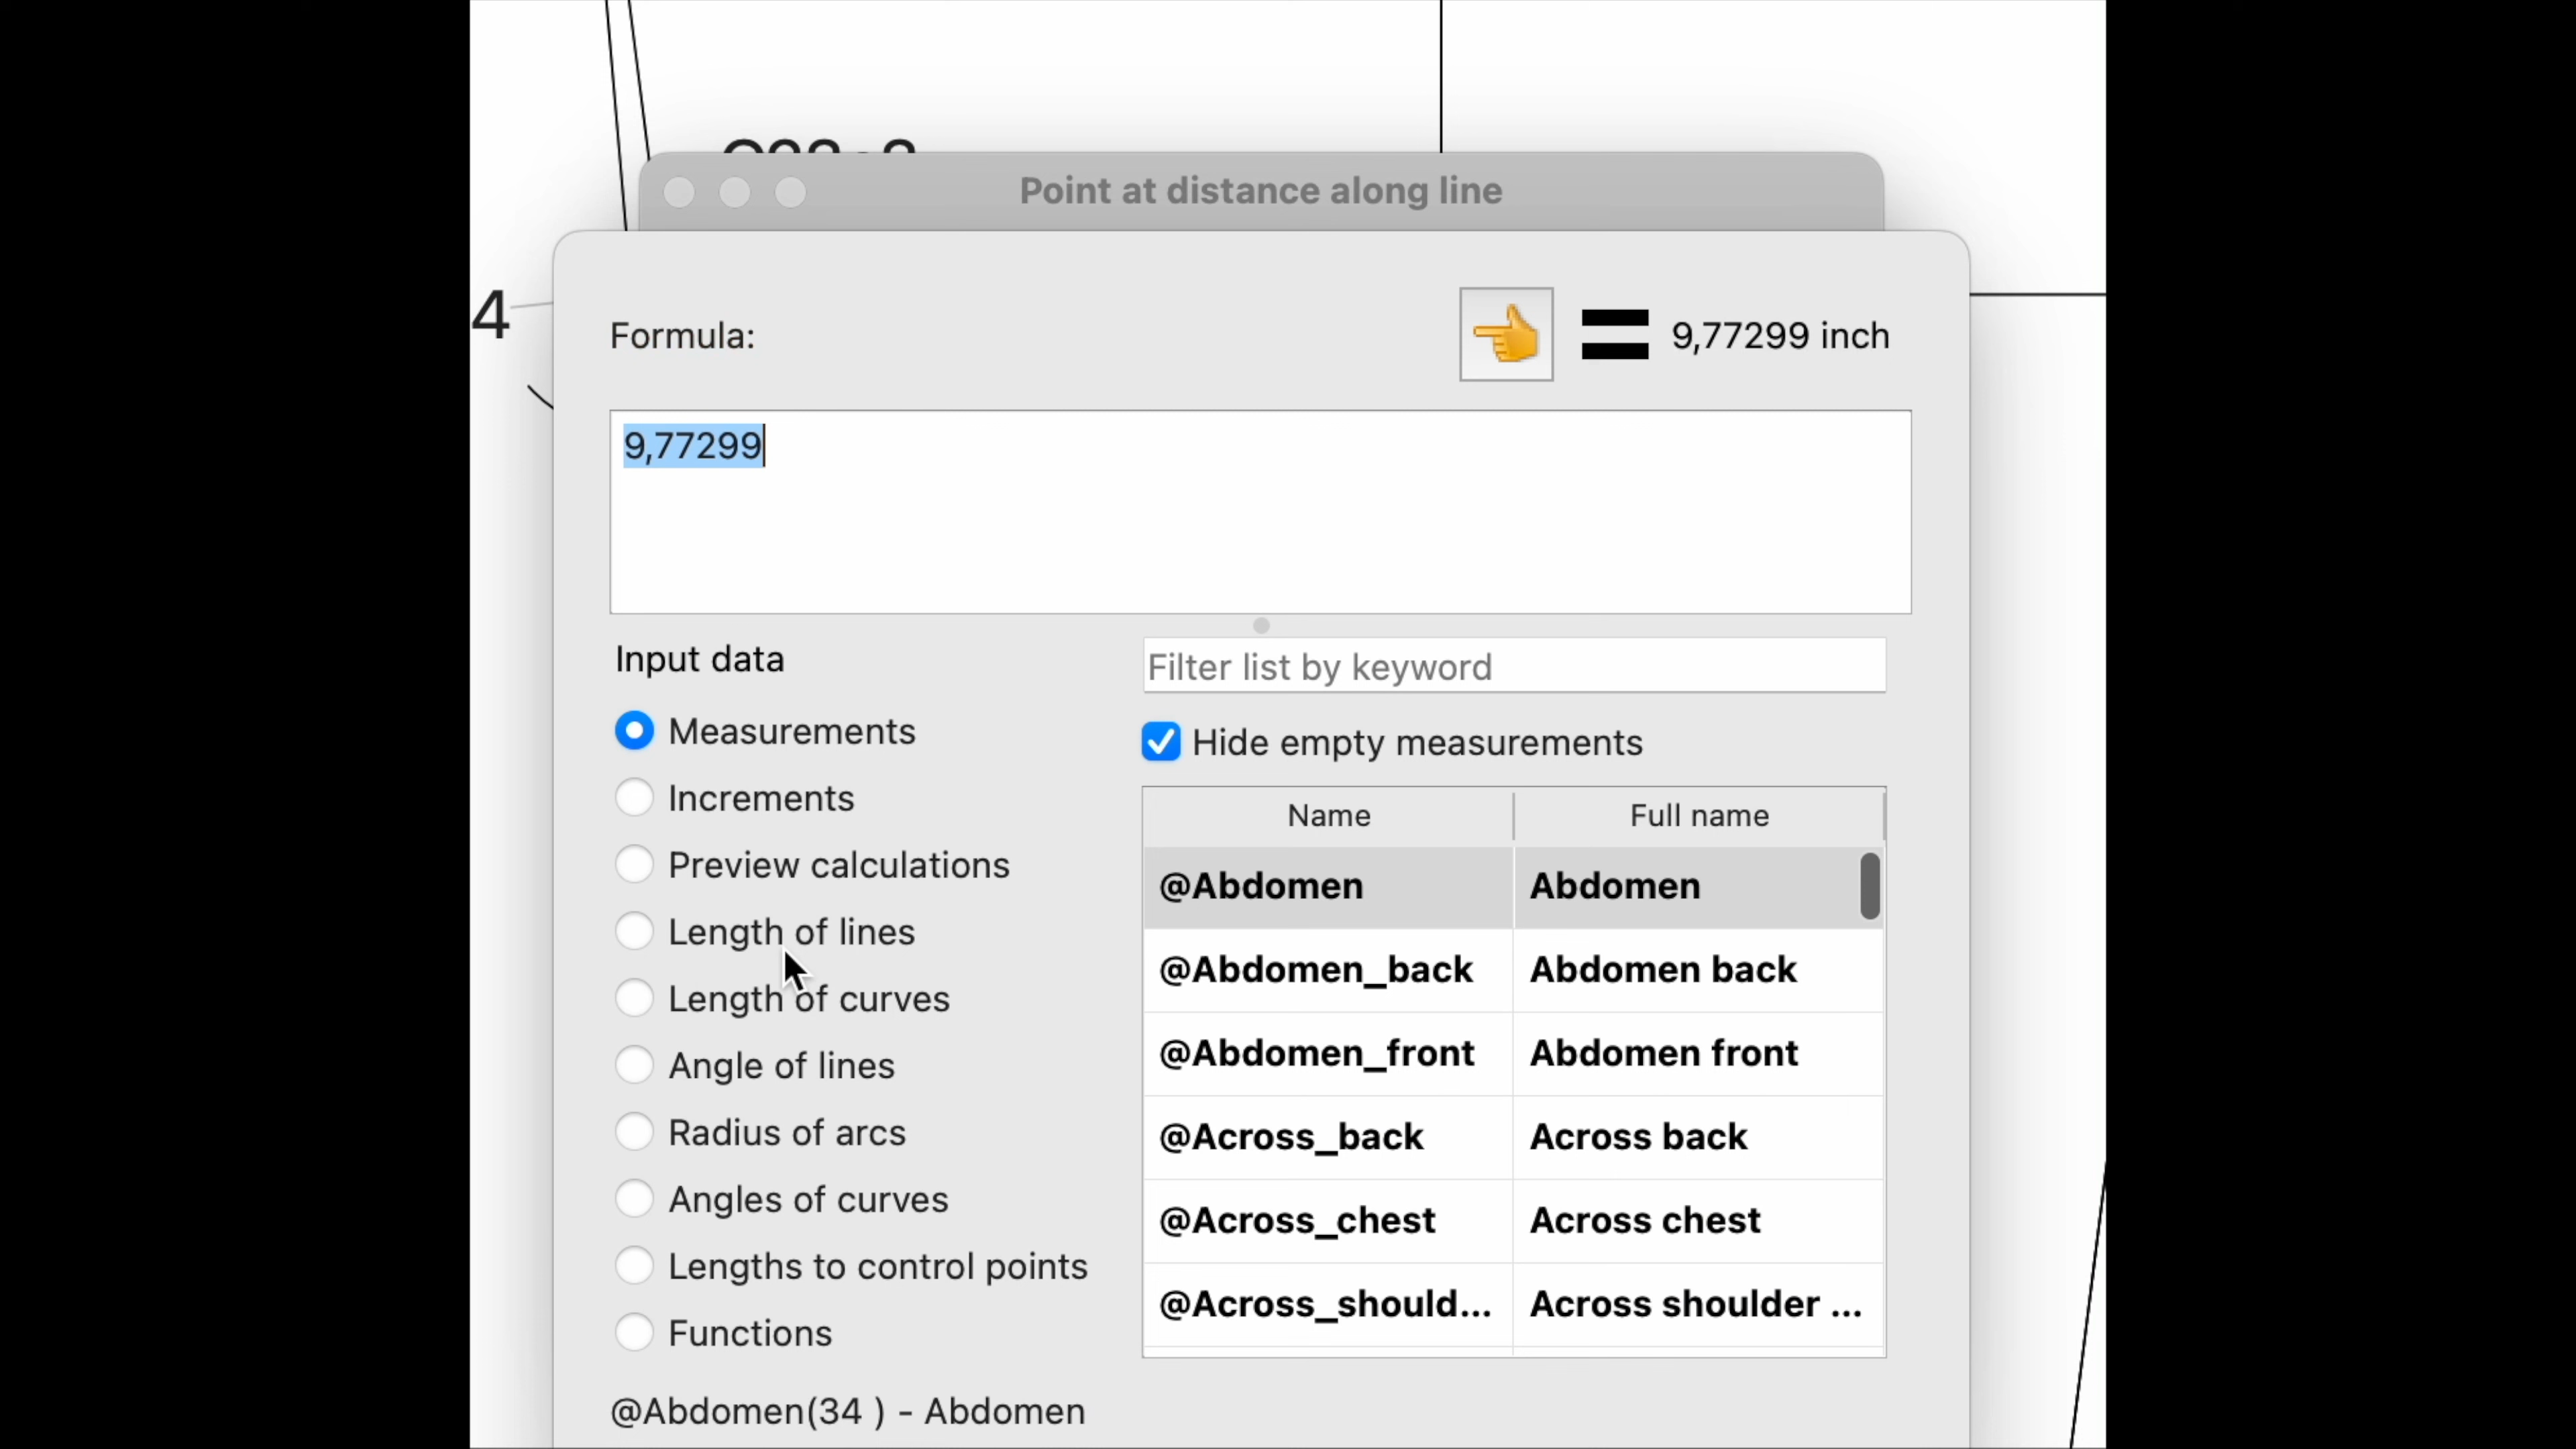 Point at distance along line
4
Formula:
9,77299 inch
9,77299
Input data
Filter list by keyword
Measurements
Hide empty measurements
Increments
Preview calculations
Length of lines
Length of curves
Angle of lines
Radius of arcs
Angles of curves
Lengths to control points
Functions
Name Full name
@Abdomen Abdomen
@Abdomen_back Abdomen back
@Abdomen_front Abdomen front
@Across_back Across back
@Across_chest Across chest
@Across_should... Across shoulder ...
@Abdomen(34 ) - Abdomen